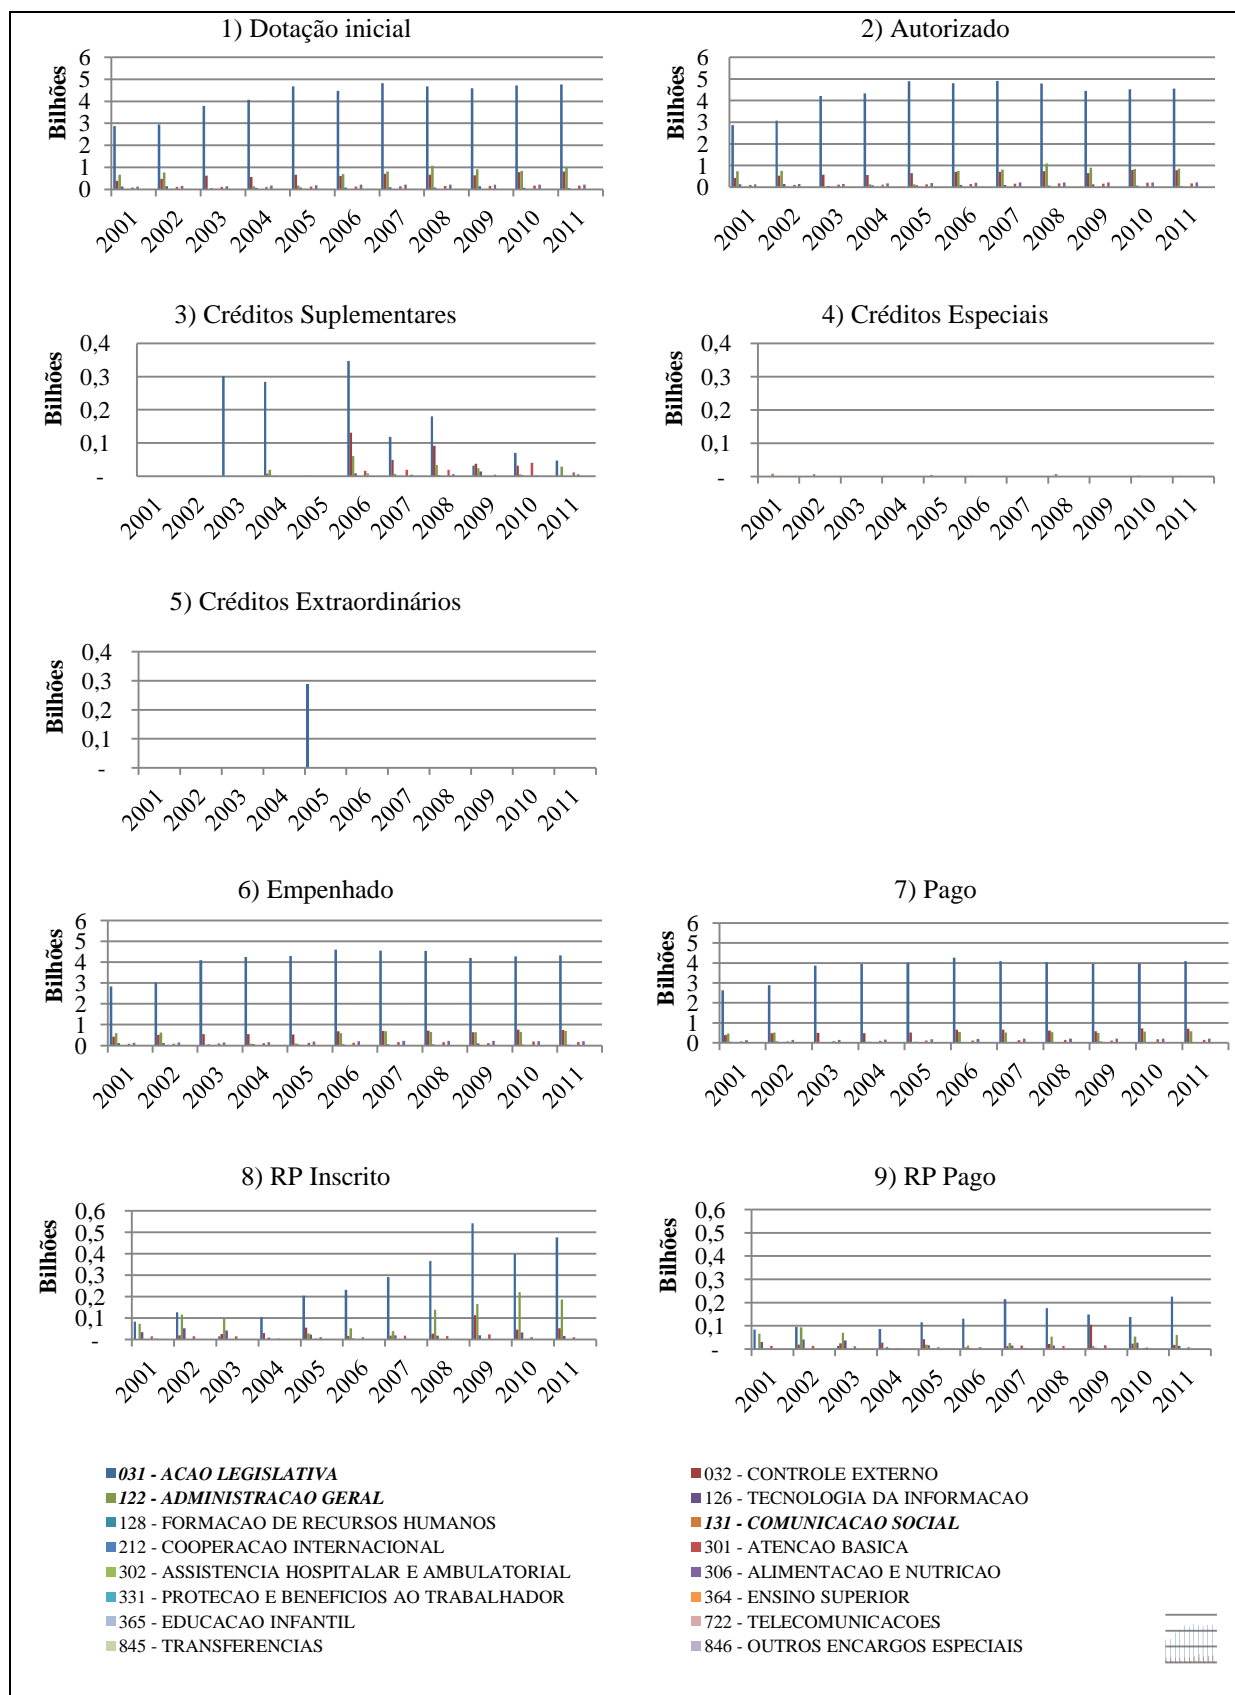 1) Dotação inicial
Bilhões
6
5
4
3
2
1
0
2001 2002 2003 2004 2005 2006 2007 2008 2009 2010 2011
2) Autorizado
Bilhões
6
5
4
3
2
1
0
2001 2002 2003 2004 2005 2006 2007 2008 2009 2010 2011
3) Créditos Suplementares
Bilhões
0,4
0,3
0,2
0,1
-
2001 2002 2003 2004 2005 2006 2007 2008 2009 2010 2011
4) Créditos Especiais
Bilhões
0,4
0,3
0,2
0,1
-
2001 2002 2003 2004 2005 2006 2007 2008 2009 2010 2011
5) Créditos Extraordinários
Bilhões
0,4
0,3
0,2
0,1
-
2001 2002 2003 2004 2005 2006 2007 2008 2009 2010 2011
6) Empenhado
Bilhões
6
5
4
3
2
1
0
2001 2002 2003 2004 2005 2006 2007 2008 2009 2010 2011
7) Pago
Bilhões
6
5
4
3
2
1
0
2001 2002 2003 2004 2005 2006 2007 2008 2009 2010 2011
8) RP Inscrito
Bilhões
0,6
0,5
0,4
0,3
0,2
0,1
-
2001 2002 2003 2004 2005 2006 2007 2008 2009 2010 2011
9) RP Pago
Bilhões
0,6
0,5
0,4
0,3
0,2
0,1
-
2001 2002 2003 2004 2005 2006 2007 2008 2009 2010 2011
031 - ACAO LEGISLATIVA
032 - CONTROLE EXTERNO
122 - ADMINISTRACAO GERAL
126 - TECNOLOGIA DA INFORMACAO
128 - FORMACAO DE RECURSOS HUMANOS
131 - COMUNICACAO SOCIAL
212 - COOPERACAO INTERNACIONAL
301 - ATENCAO BASICA
302 - ASSISTENCIA HOSPITALAR E AMBULATORIAL
306 - ALIMENTACAO E NUTRICAO
331 - PROTECAO E BENEFICIOS AO TRABALHADOR
364 - ENSINO SUPERIOR
365 - EDUCACAO INFANTIL
722 - TELECOMUNICACOES
845 - TRANSFERENCIAS
846 - OUTROS ENCARGOS ESPECIAIS